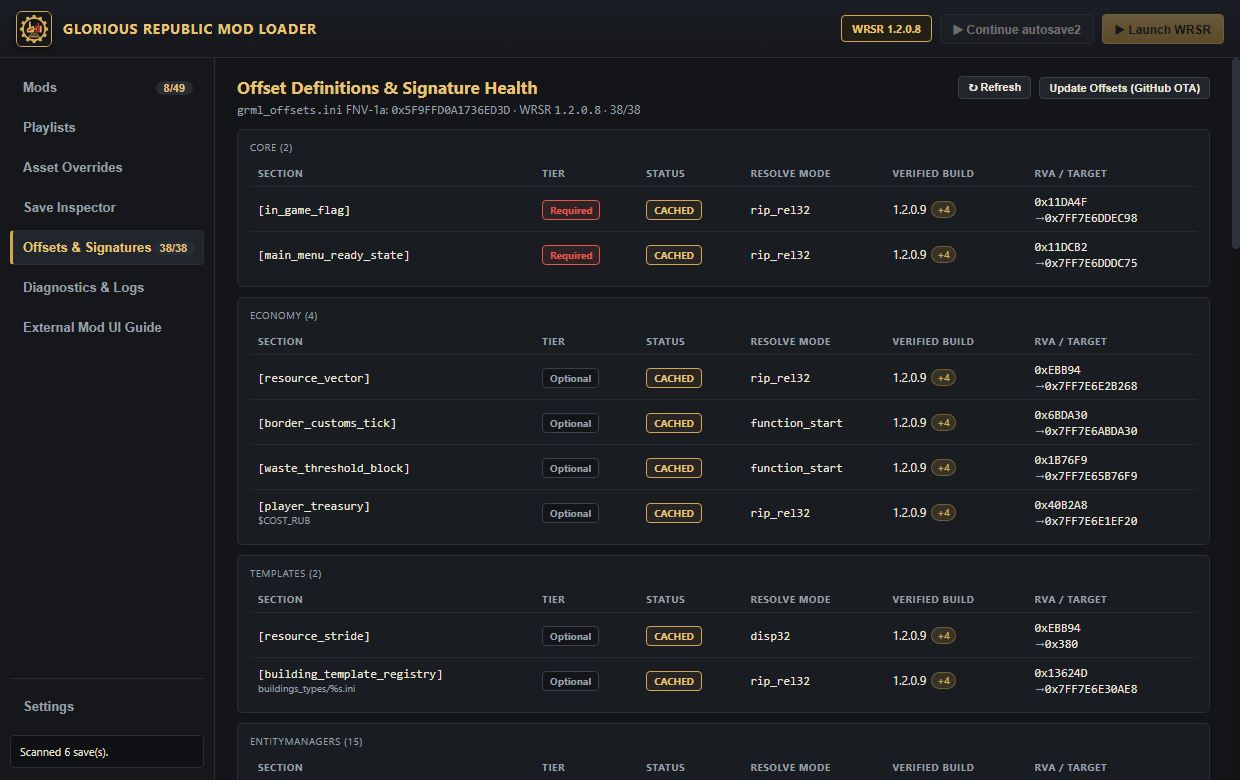 GLORIOUS REPUBLIC MOD LOADER
WRSR 1.2.0.8
▶ Continue autosave2
▶ Launch WRSR
Mods 8/49
Playlists
Asset Overrides
Save Inspector
Offsets & Signatures 38/38
Diagnostics & Logs
External Mod UI Guide
Settings
Scanned 6 save(s).
Offset Definitions & Signature Health
grml_offsets.ini FNV-1a: 0x5F9FFD0A1736ED3D · WRSR 1.2.0.8 · 38/38
↻ Refresh
Update Offsets (GitHub OTA)
CORE (2)
SECTION TIER STATUS RESOLVE MODE VERIFIED BUILD RVA / TARGET
[in_game_flag] Required CACHED rip_rel32 1.2.0.9 +4 0x11DA4F
→0x7FF7E6DDEC98
[main_menu_ready_state] Required CACHED rip_rel32 1.2.0.9 +4 0x11DCB2
→0x7FF7E6DDDC75
ECONOMY (4)
SECTION TIER STATUS RESOLVE MODE VERIFIED BUILD RVA / TARGET
[resource_vector] Optional CACHED rip_rel32 1.2.0.9 +4 0xEBB94
→0x7FF7E6E2B268
[border_customs_tick] Optional CACHED function_start 1.2.0.9 +4 0x6BDA30
→0x7FF7E6ABDA30
[waste_threshold_block] Optional CACHED function_start 1.2.0.9 +4 0x1B76F9
→0x7FF7E65B76F9
[player_treasury] Optional CACHED rip_rel32 1.2.0.9 +4 0x40B2A8
$COST_RUB →0x7FF7E6E1EF20
TEMPLATES (2)
SECTION TIER STATUS RESOLVE MODE VERIFIED BUILD RVA / TARGET
[resource_stride] Optional CACHED disp32 1.2.0.9 +4 0xEBB94
→0x380
[building_template_registry] Optional CACHED rip_rel32 1.2.0.9 +4 0x13624D
buildings_types/%s.ini →0x7FF7E6E30AE8
ENTITYMANAGERS (15)
SECTION TIER STATUS RESOLVE MODE VERIFIED BUILD RVA / TARGET